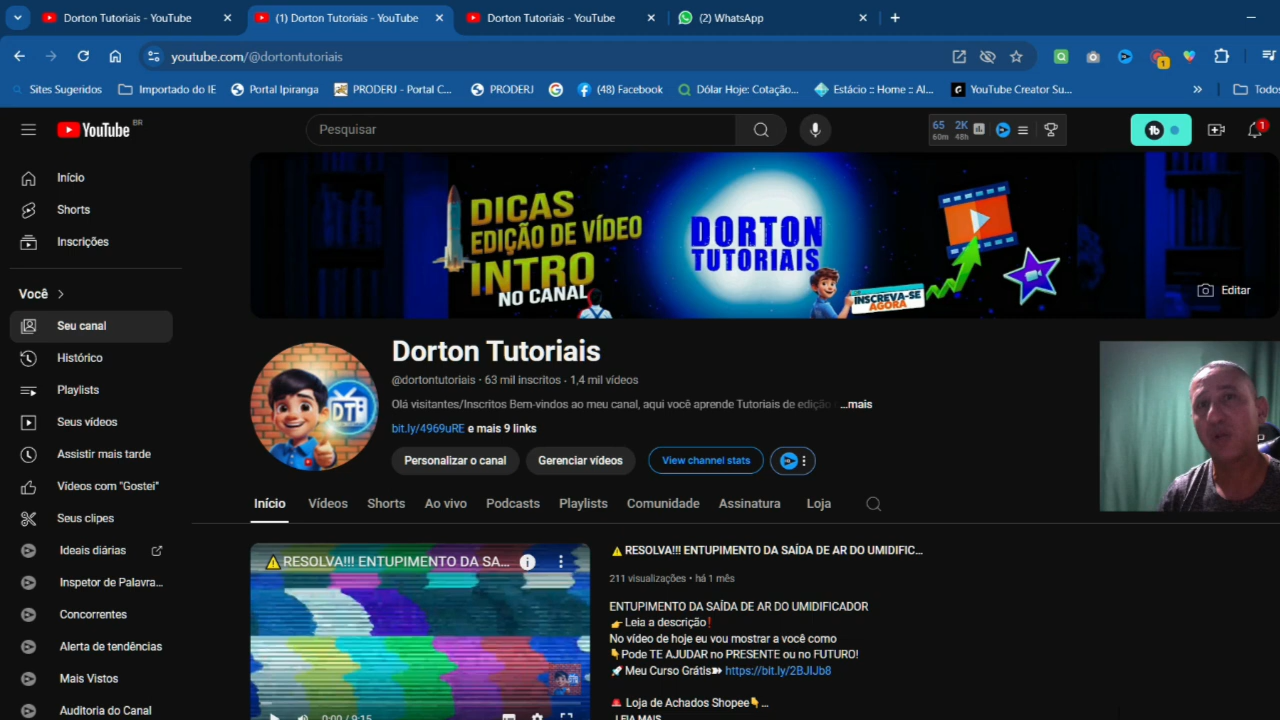 Dorton Tutoriais - YouTube
(1) Dorton Tutoriais - YouTube
Dorton Tutoriais - YouTube
(2) WhatsApp
youtube.com/@dortontutoriais
1
Sites Sugeridos
Importado do IE
Portal Ipiranga
PRODERJ - Portal C...
PRODERJ
(48) Facebook
Dólar Hoje: Cotação...
Estácio :: Home :: Al...
YouTube Creator Su...
»
Todos
YouTube BR
Pesquisar
65 2K
60m 48h
1
Início
Shorts
Inscrições
Você
Seu canal
Histórico
Playlists
Seus vídeos
Assistir mais tarde
Vídeos com "Gostei"
Seus clipes
Ideais diárias
Inspetor de Palavra...
Concorrentes
Alerta de tendências
Mais Vistos
Auditoria do Canal
DICAS
EDIÇÃO DE VÍDEO
INTRO
NO CANAL
DORTON
TUTORIAIS
INSCREVA-SE
AGORA
Editar
DT
Dorton Tutoriais
@dortontutoriais · 63 mil inscritos · 1,4 mil vídeos
Olá visitantes/Inscritos Bem-vindos ao meu canal, aqui você aprende Tutoriais de edição ...mais
bit.ly/4969uRE e mais 9 links
Personalizar o canal
Gerenciar vídeos
View channel stats
Início
Vídeos
Shorts
Ao vivo
Podcasts
Playlists
Comunidade
Assinatura
Loja
⚠️RESOLVA!!! ENTUPIMENTO DA SA...
0:00 / 9:15
⚠️ RESOLVA!!! ENTUPIMENTO DA SAÍDA DE AR DO UMIDIFIC...
211 visualizações • há 1 mês
ENTUPIMENTO DA SAÍDA DE AR DO UMIDIFICADOR
👉 Leia a descrição❗
No vídeo de hoje eu vou mostrar a você como
👇Pode TE AJUDAR no PRESENTE ou no FUTURO!
🚀 Meu Curso Grátis➽ https://bit.ly/2BJIJb8
🚨 Loja de Achados Shopee👇...
LEIA MAIS